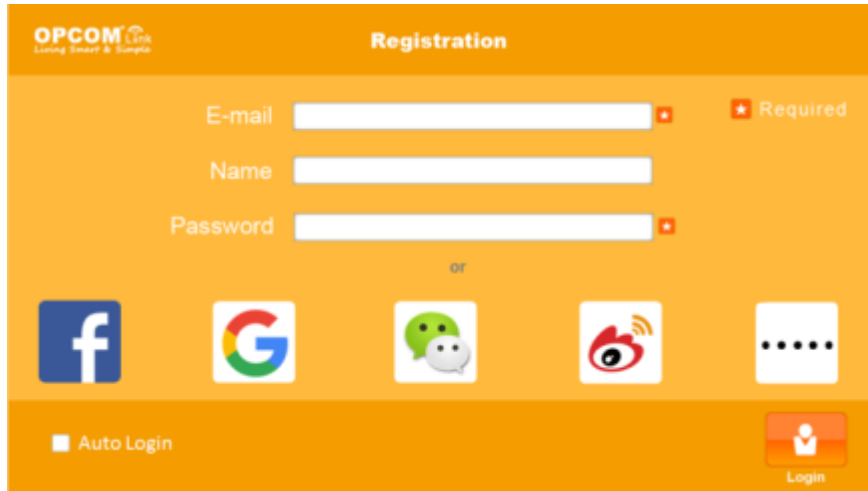 OPCOM Link
Living Smart & Simple
Registration
E-mail
Required
Name
Password
or
Auto Login
Login